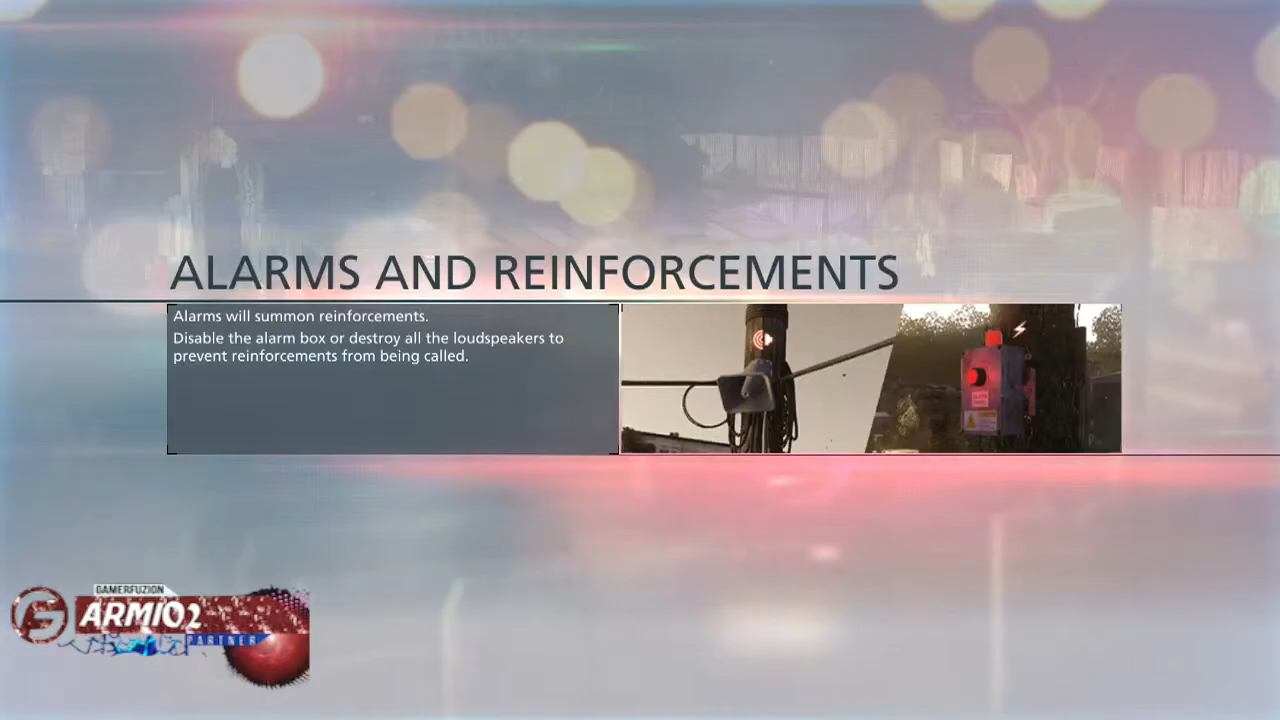 ALARMS AND REINFORCEMENTS
Alarms will summon reinforcements.
Disable the alarm box or destroy all the loudspeakers to
prevent reinforcements from being called.
GAMERFUZION
ARMIO2
PARTNER